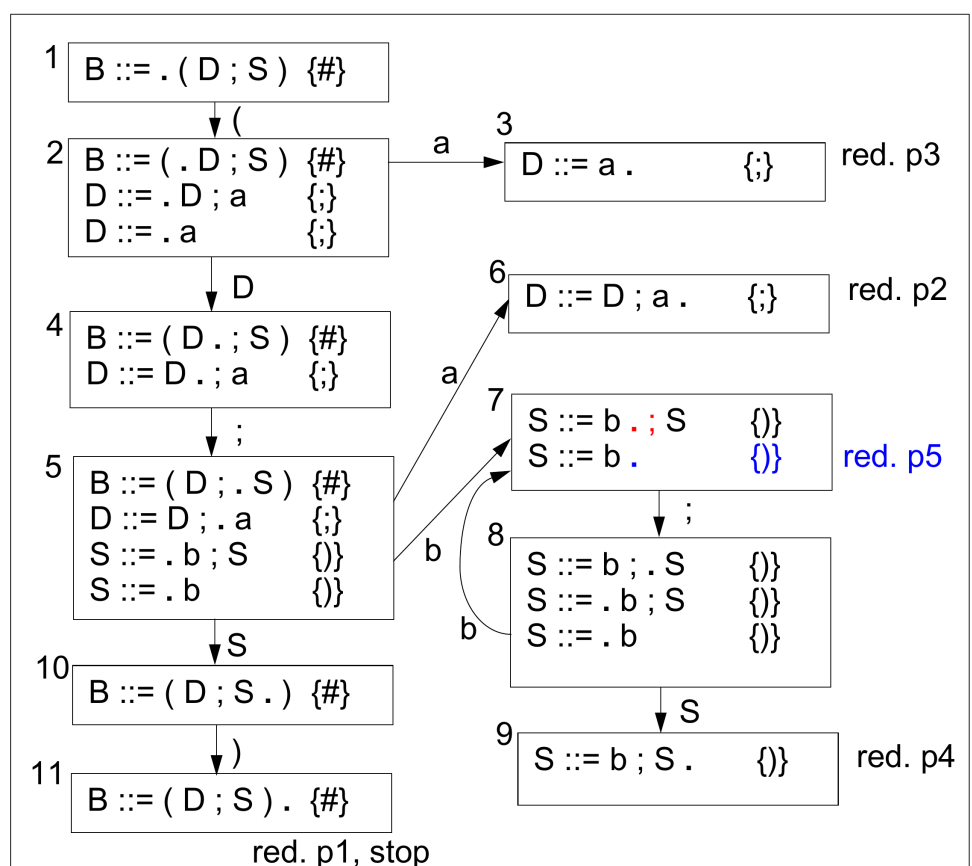 1
B ::= . ( D ; S ) {#}
(
2
B ::= ( . D ; S ) {#}
D ::= . D ; a {;}
D ::= . a {;}
a
3
D ::= a . {;}
red. p3
D
4
B ::= ( D . ; S ) {#}
D ::= D . ; a {;}
;
5
B ::= ( D ; . S ) {#}
D ::= D ; . a {;}
S ::= . b ; S {)}
S ::= . b {)}
a
6
D ::= D ; a . {;}
red. p2
b
7
S ::= b . ; S {)}
S ::= b . {)}
red. p5
;
8
S ::= b ; . S {)}
S ::= . b ; S {)}
S ::= . b {)}
b
S
9
S ::= b ; S . {)}
red. p4
S
10
B ::= ( D ; S . ) {#}
)
11
B ::= ( D ; S ) . {#}
red. p1, stop